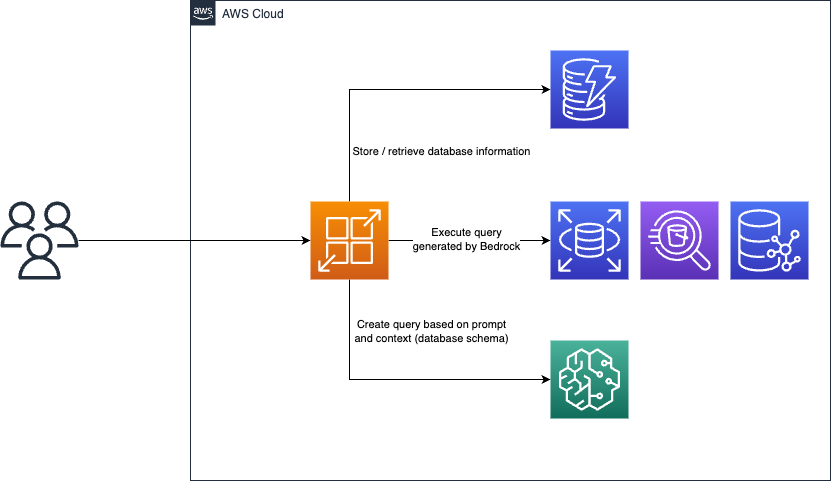 aws
AWS Cloud
Store / retrieve database information
Execute query
generated by Bedrock
Create query based on prompt
and context (database schema)